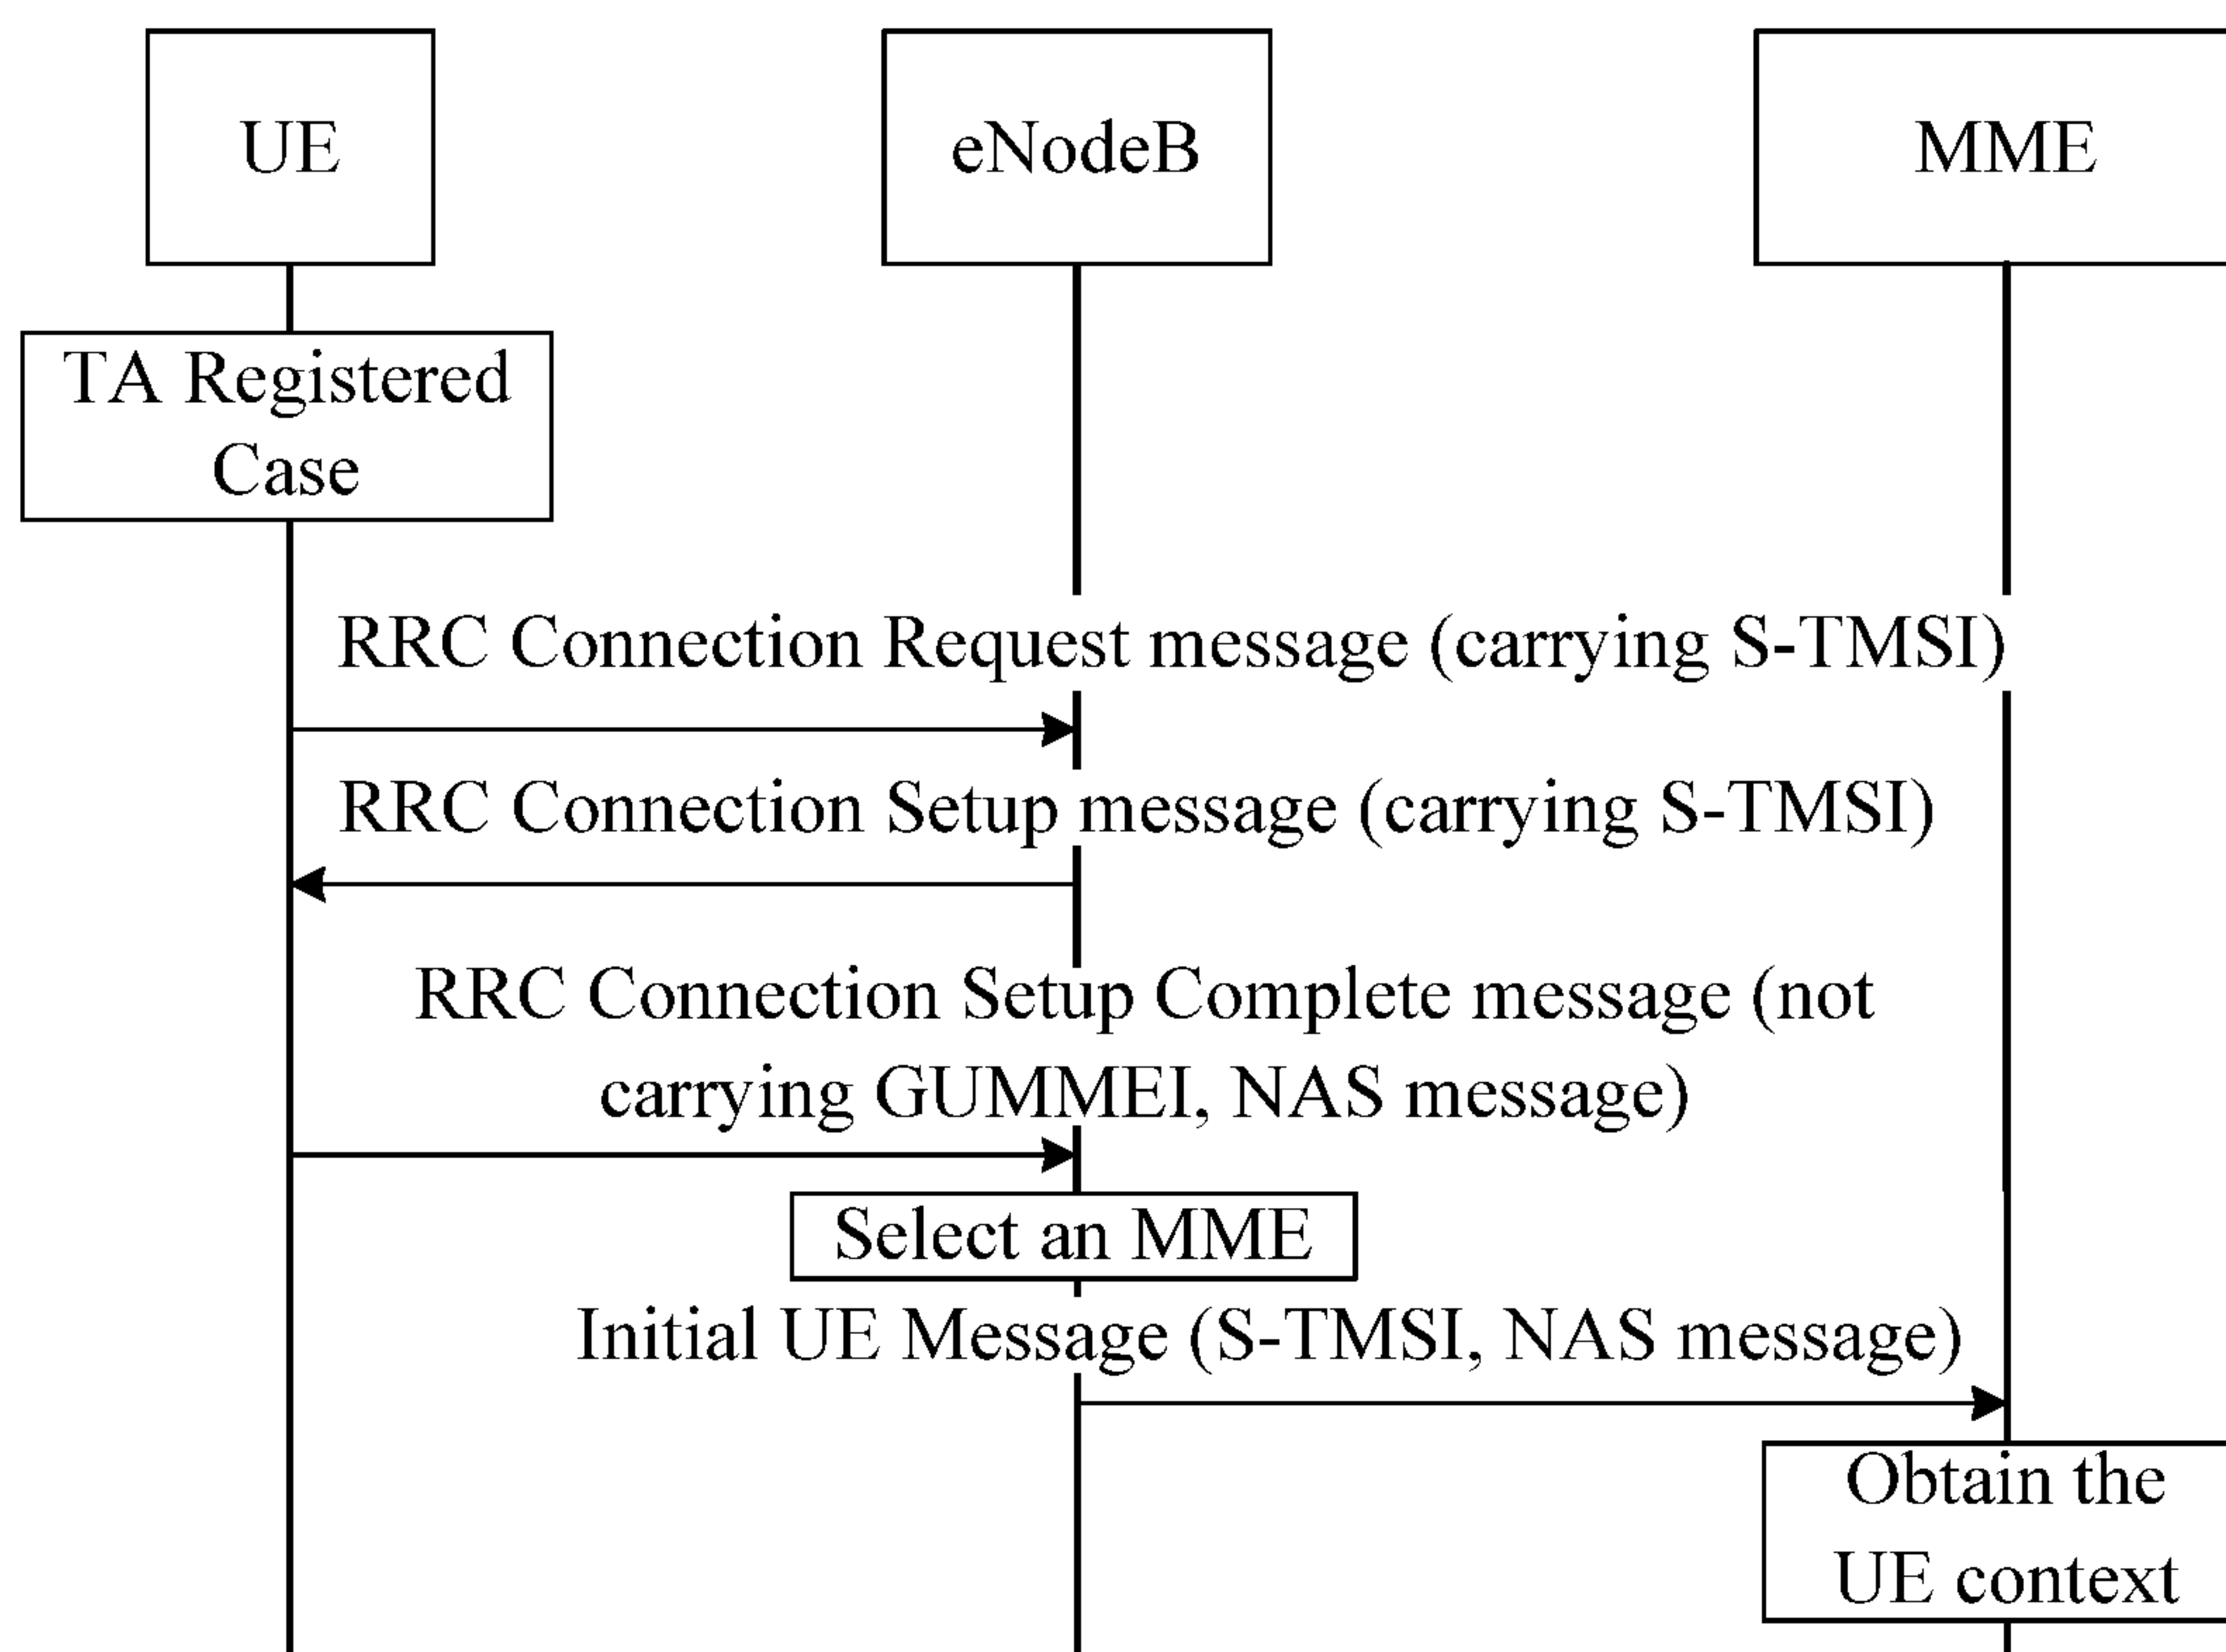 UE
eNodeB
MME
TA Registered
Case
RRC Connection Request message (carrying S-TMSI)
RRC Connection Setup message (carrying S-TMSI)
RRC Connection Setup Complete message (not
carrying GUMMEI, NAS message)
Select an MME
Initial UE Message (S-TMSI, NAS message)
Obtain the
UE context